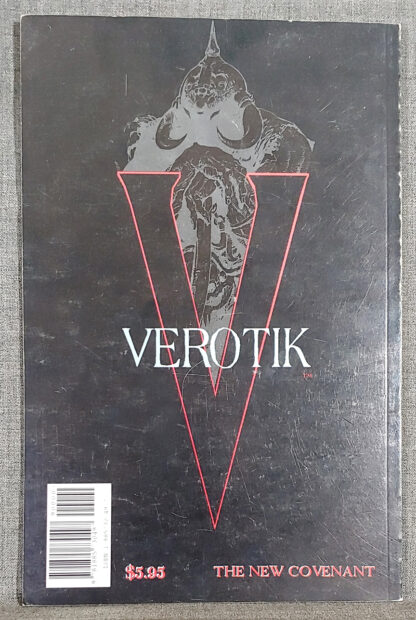 VEROTIK
$5.95
THE NEW COVENANT